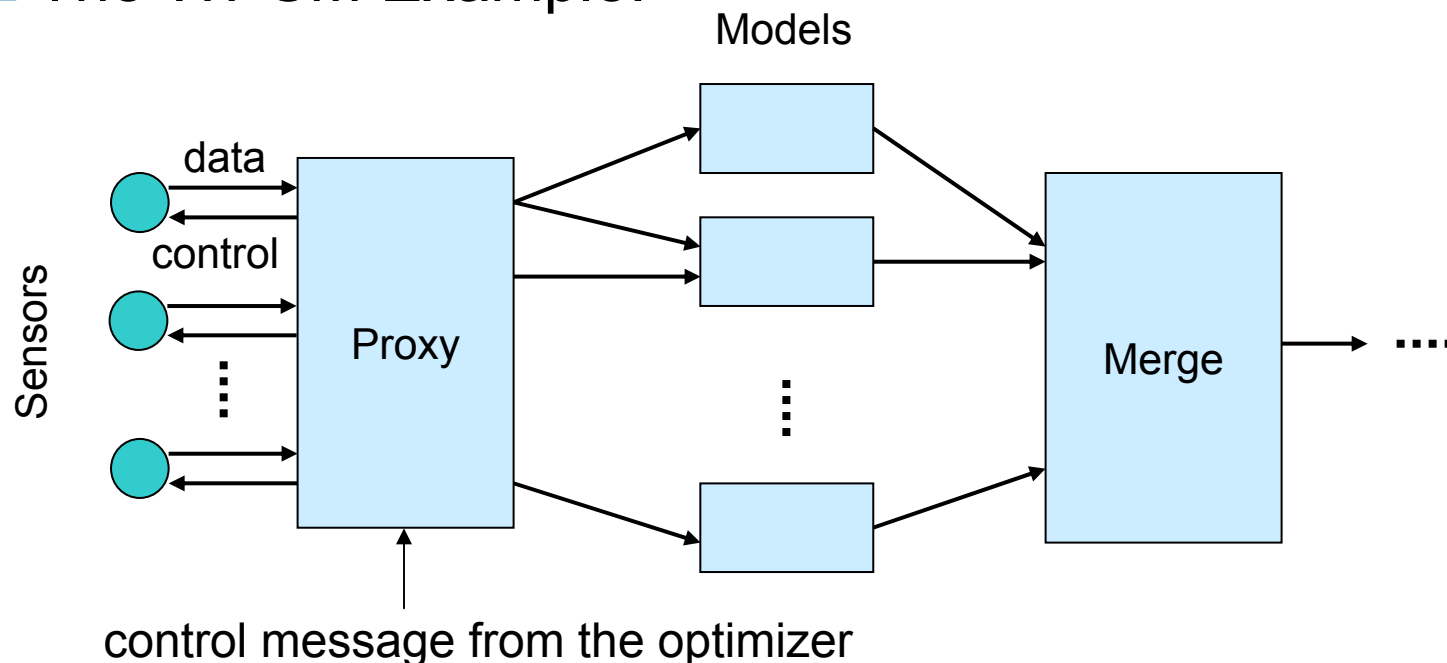 Models
data
control
Sensors
Proxy
Merge
control message from the optimizer